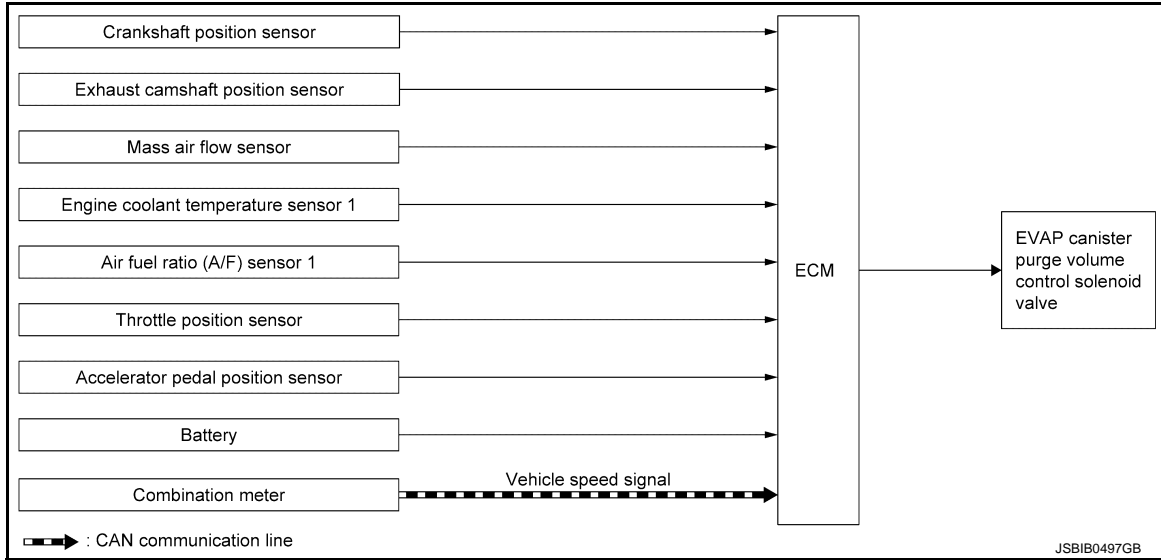 Crankshaft position sensor
Exhaust camshaft position sensor
Mass air flow sensor
Engine coolant temperature sensor 1
Air fuel ratio (A/F) sensor 1
Throttle position sensor
Accelerator pedal position sensor
Battery
Combination meter
Vehicle speed signal
ECM
EVAP canister
purge volume
control solenoid
valve
: CAN communication line
JSBIB0497GB